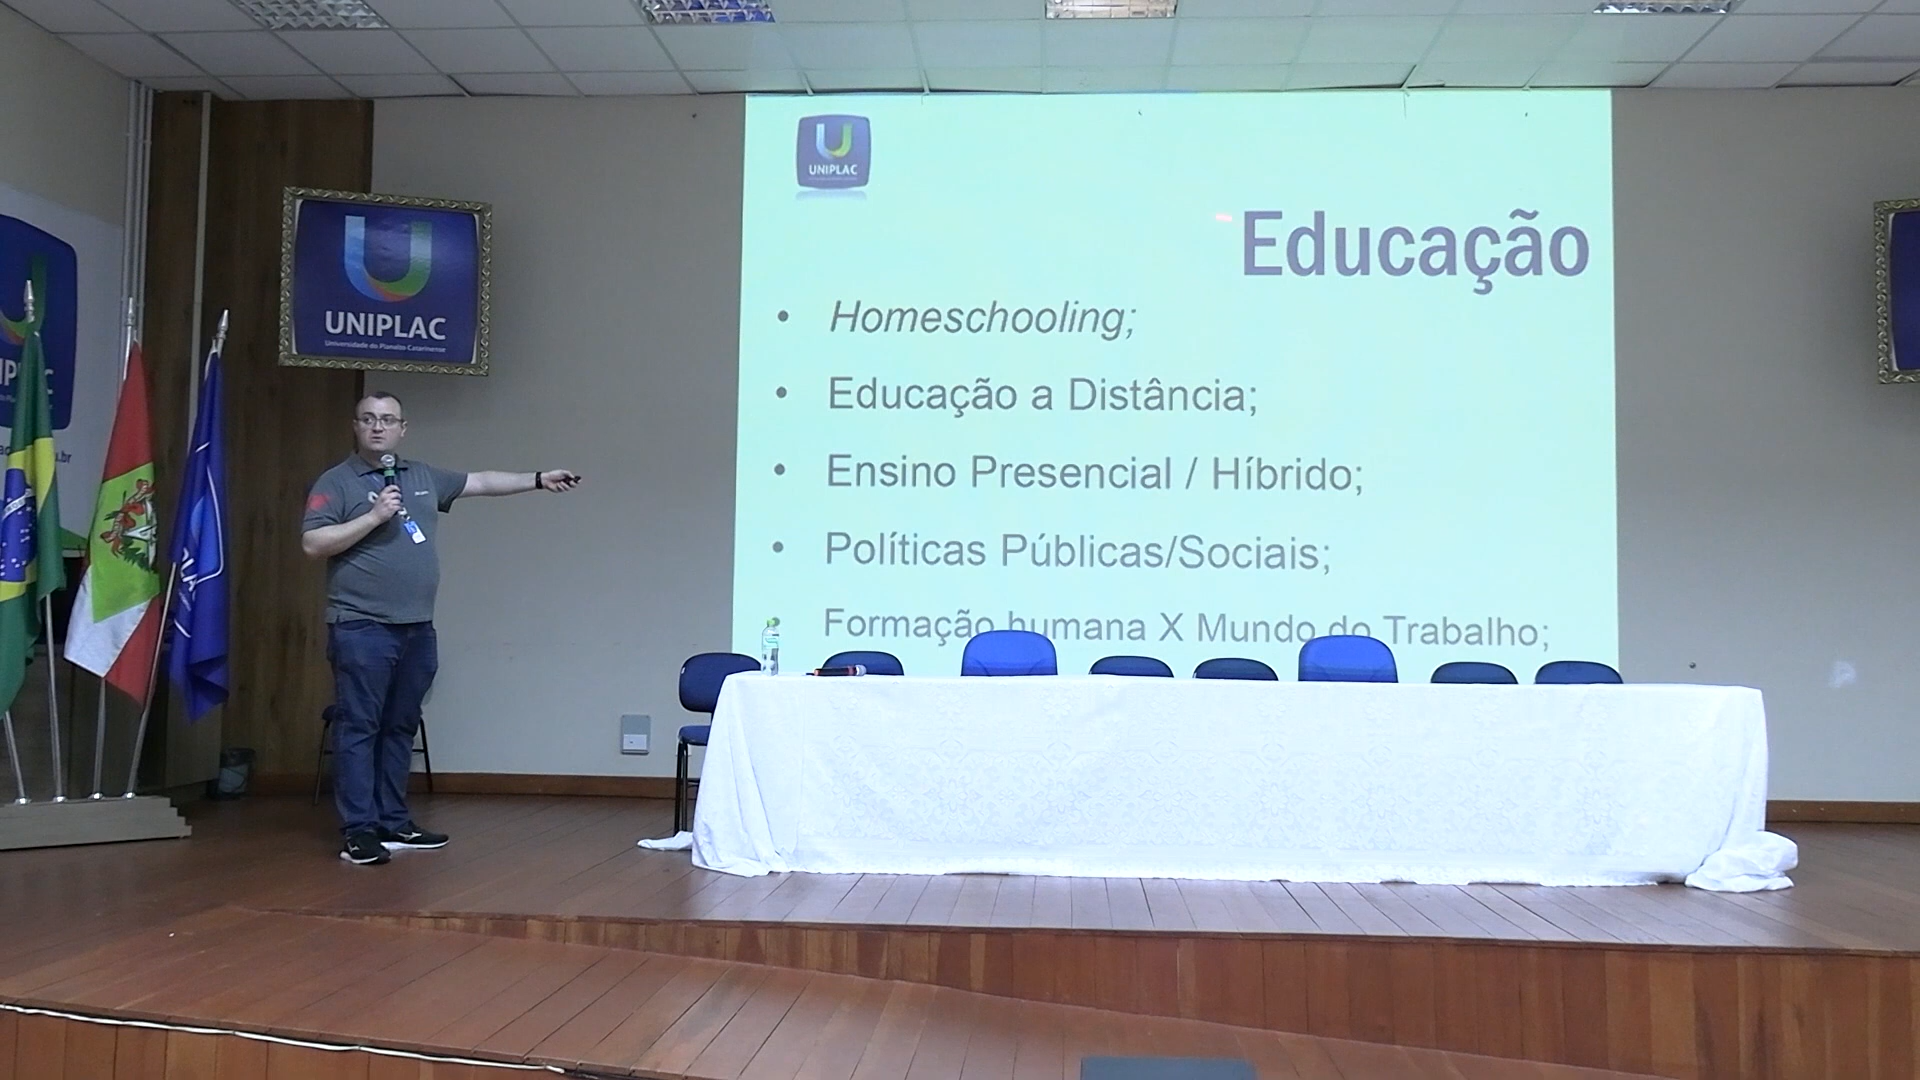 UNIPLAC
Educação
• Homeschooling;
• Educação a Distância;
• Ensino Presencial / Híbrido;
• Políticas Públicas/Sociais;
• Formação humana X Mundo do Trabalho;
UNIPLAC
Universidade do Planalto Catarinense